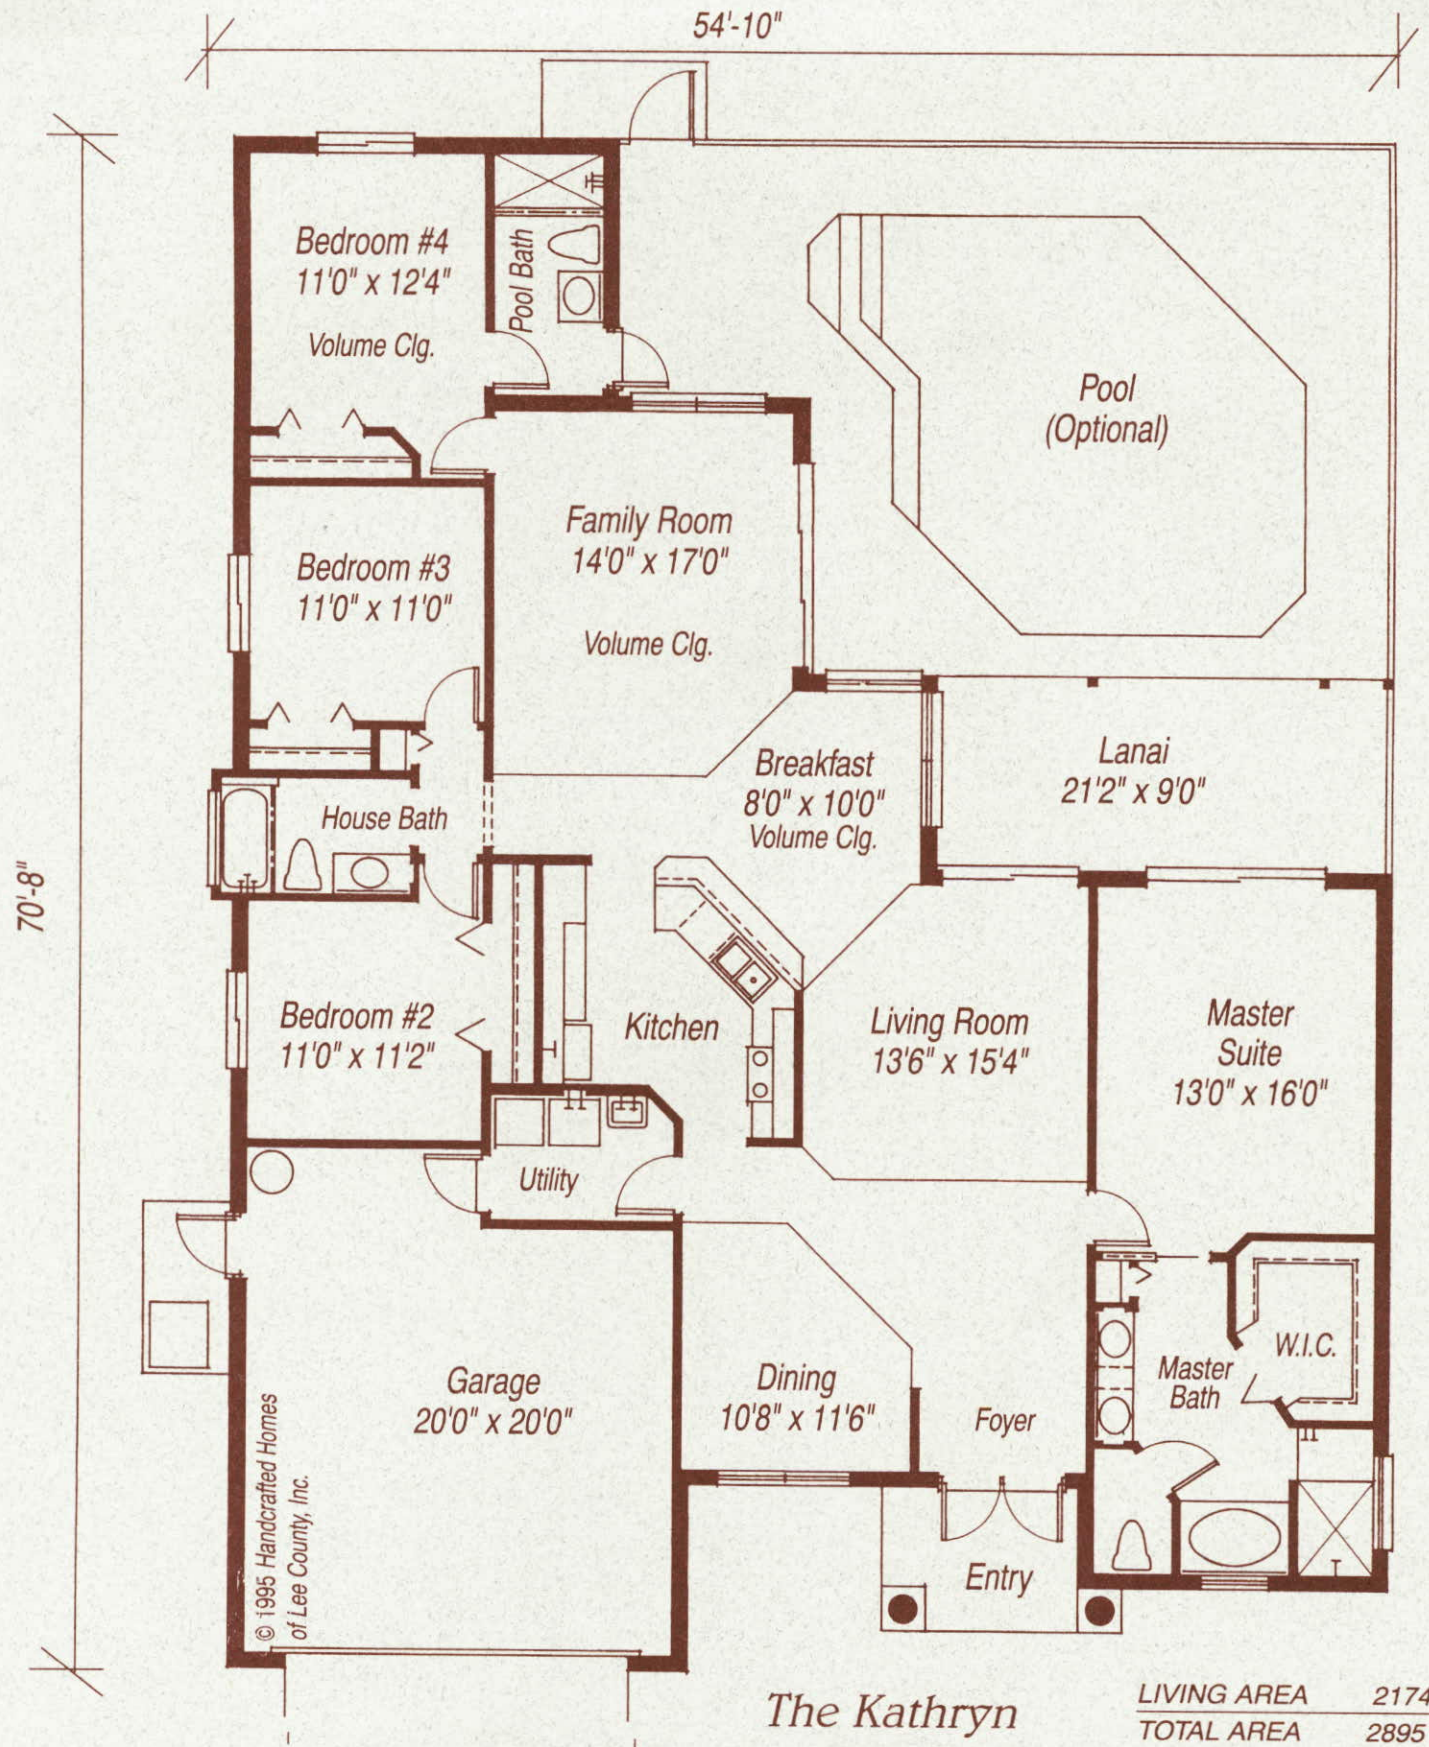 54'-10"
70'-8"
Bedroom #4
11'0" x 12'4"
Volume Clg.
Pool Bath
Pool
(Optional)
Family Room
14'0" x 17'0"
Volume Clg.
Bedroom #3
11'0" x 11'0"
Breakfast
8'0" x 10'0"
Volume Clg.
Lanai
21'2" x 9'0"
House Bath
Bedroom #2
11'0" x 11'2"
Kitchen
Living Room
13'6" x 15'4"
Master
Suite
13'0" x 16'0"
Utility
Garage
20'0" x 20'0"
Dining
10'8" x 11'6"
Foyer
Master
Bath
W.I.C.
Entry
© 1995 Handcrafted Homes
of Lee County, Inc.
The Kathryn
LIVING AREA 2174
TOTAL AREA 2895